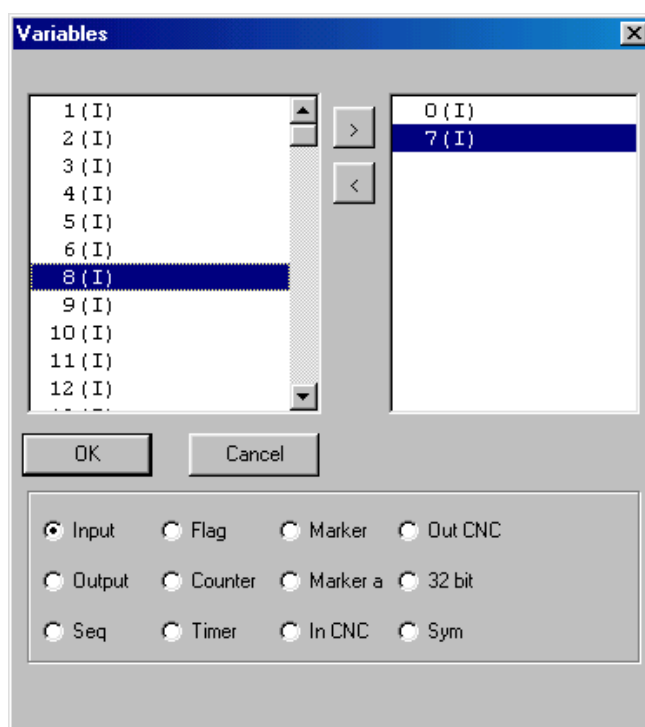 Variables
1(I)
2(I)
3(I)
4(I)
5(I)
6(I)
8(I)
9(I)
10(I)
11(I)
12(I)
>
<
0(I)
7(I)
OK Cancel
Input Flag Marker Out CNC
Output Counter Marker a 32 bit
Seq Timer In CNC Sym